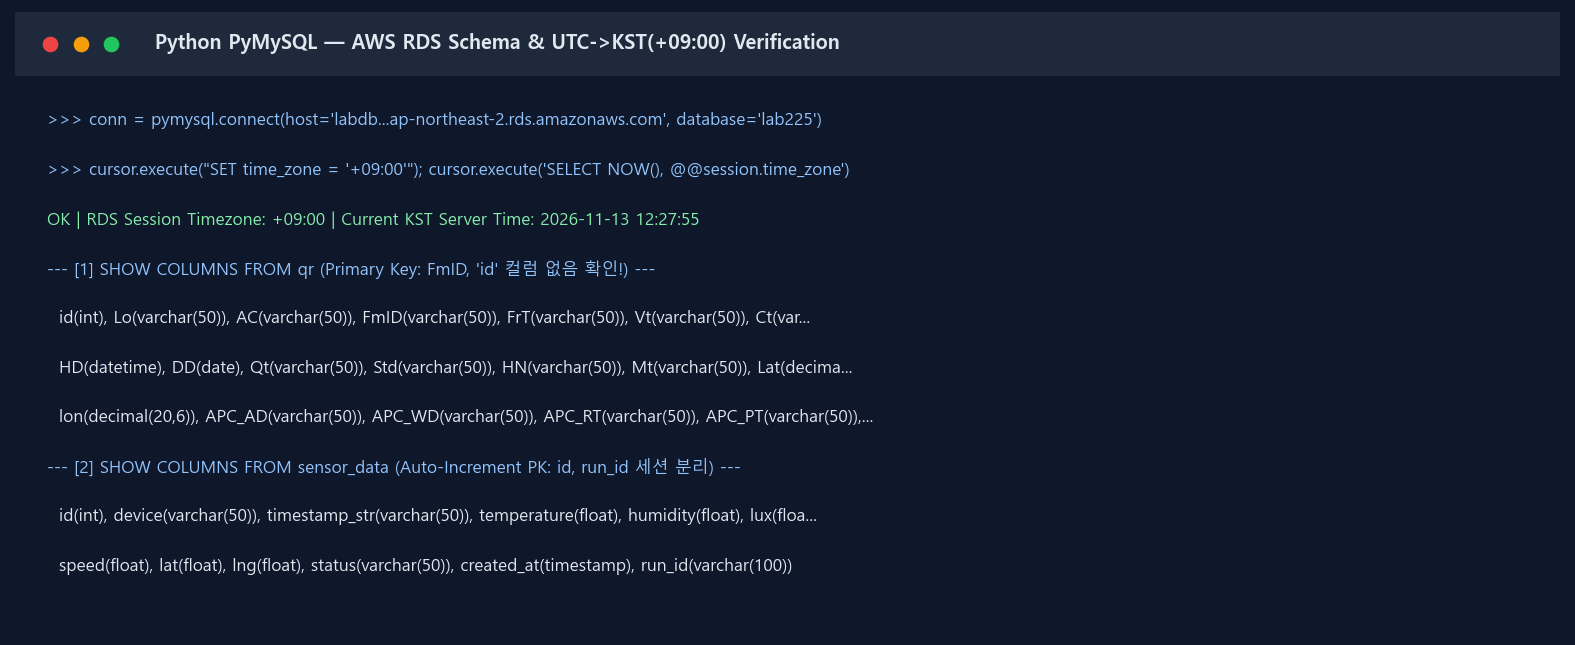 Python PyMySQL — AWS RDS Schema & UTC->KST(+09:00) Verification
>>> conn = pymysql.connect(host='labdb...ap-northeast-2.rds.amazonaws.com', database='lab225')
>>> cursor.execute("SET time_zone = '+09:00'"); cursor.execute('SELECT NOW(), @@session.time_zone')
OK | RDS Session Timezone: +09:00 | Current KST Server Time: 2026-11-13 12:27:55
--- [1] SHOW COLUMNS FROM qr (Primary Key: FmID, 'id' 컬럼 없음 확인!) ---
id(int), Lo(varchar(50)), AC(varchar(50)), FmID(varchar(50)), FrT(varchar(50)), Vt(varchar(50)), Ct(var...
HD(datetime), DD(date), Qt(varchar(50)), Std(varchar(50)), HN(varchar(50)), Mt(varchar(50)), Lat(decima...
lon(decimal(20,6)), APC_AD(varchar(50)), APC_WD(varchar(50)), APC_RT(varchar(50)), APC_PT(varchar(50)),...
--- [2] SHOW COLUMNS FROM sensor_data (Auto-Increment PK: id, run_id 세션 분리) ---
id(int), device(varchar(50)), timestamp_str(varchar(50)), temperature(float), humidity(float), lux(floa...
speed(float), lat(float), lng(float), status(varchar(50)), created_at(timestamp), run_id(varchar(100))